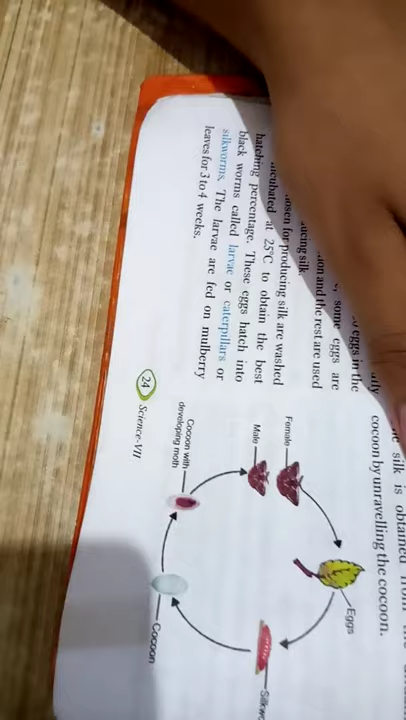 eggs in the
some eggs are
and the rest are used
silk.
for producing silk are washed
at 25°C to obtain the best
hatching percentage. These eggs hatch into
black worms called larvae or caterpillars or
silkworms. The larvae are fed on mulberry
leaves for 3 to 4 weeks.
24 Science-VII
silk is obtained
cocoon by unravelling the cocoon.
Eggs
Female
Male
Cocoon with
developing moth
Cocoon